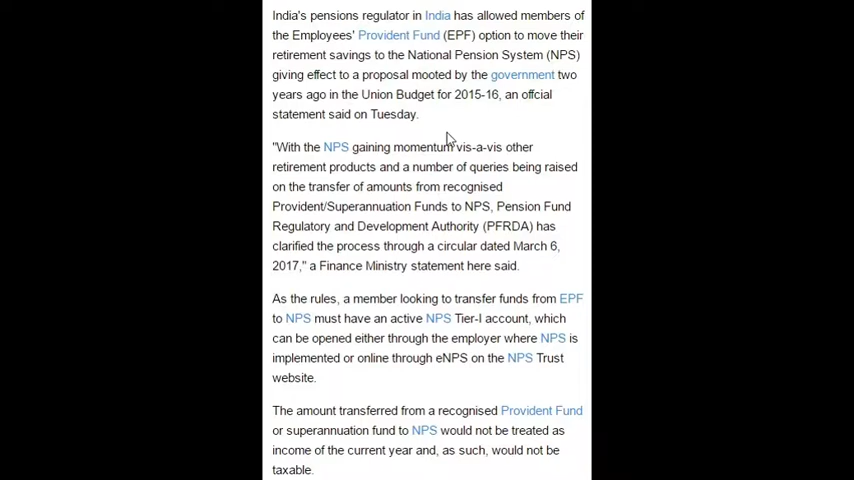 India's pensions regulator in India has allowed members of
the Employees' Provident Fund (EPF) option to move their
retirement savings to the National Pension System (NPS)
giving effect to a proposal mooted by the government two
years ago in the Union Budget for 2015-16, an offcial
statement said on Tuesday.
"With the NPS gaining momentum vis-a-vis other
retirement products and a number of queries being raised
on the transfer of amounts from recognised
Provident/Superannuation Funds to NPS, Pension Fund
Regulatory and Development Authority (PFRDA) has
clarified the process through a circular dated March 6,
2017," a Finance Ministry statement here said.
As the rules, a member looking to transfer funds from EPF
to NPS must have an active NPS Tier-I account, which
can be opened either through the employer where NPS is
implemented or online through eNPS on the NPS Trust
website.
The amount transferred from a recognised Provident Fund
or superannuation fund to NPS would not be treated as
income of the current year and, as such, would not be
taxable.